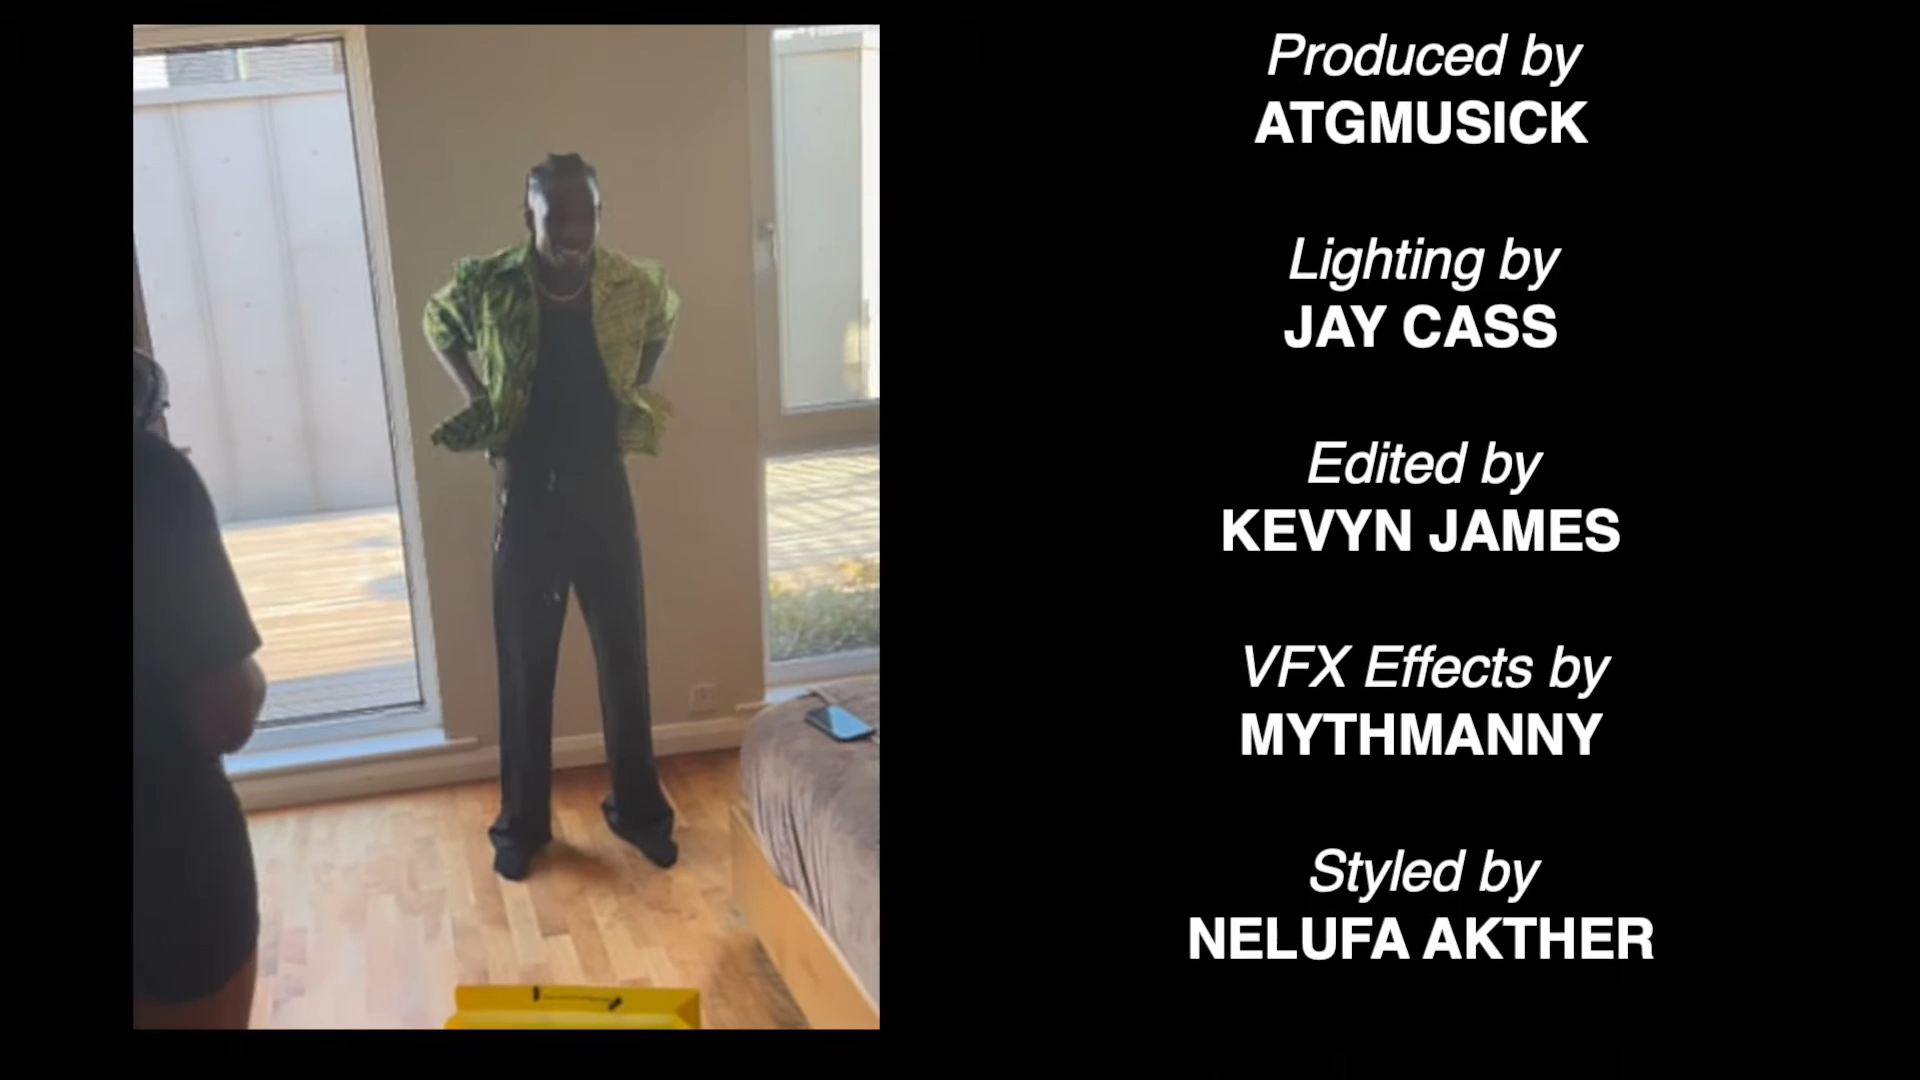 Produced by
ATGMUSICK
Lighting by
JAY CASS
Edited by
KEVYN JAMES
VFX Effects by
MYTHMANNY
Styled by
NELUFA AKTHER